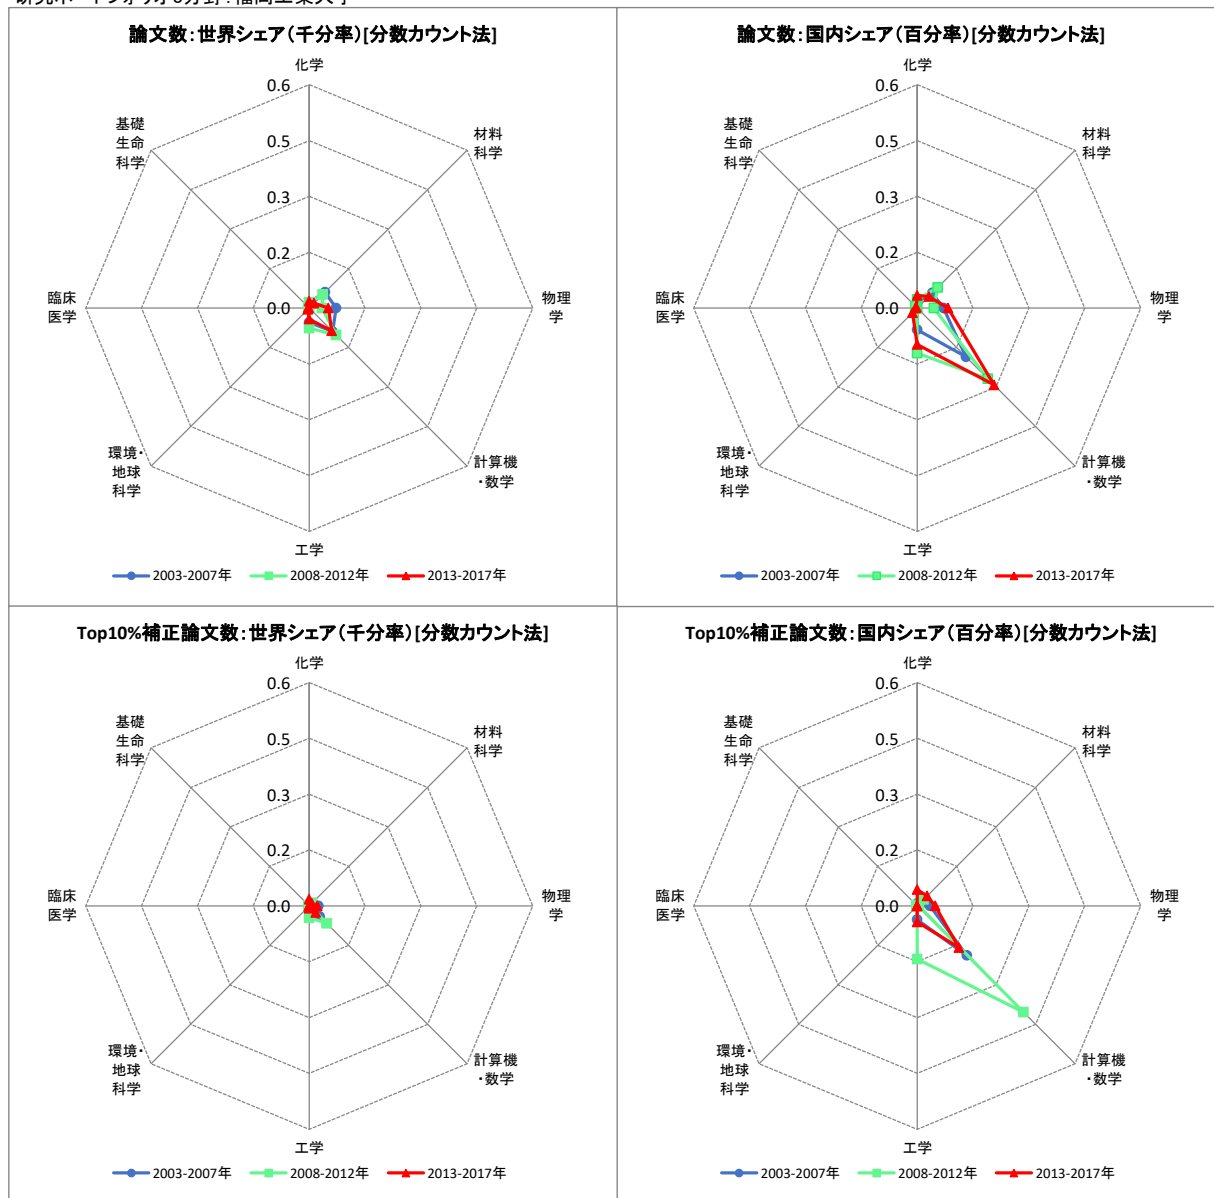 論文数:世界シェア(千分率)[分数カウント法]
化学
0.6
0.5
0.3
0.2
0.0
材料
科学
物理
学
計算機
・数学
工学
環境・
地球
科学
臨床
医学
基礎
生命
科学
2003-2007年
2008-2012年
2013-2017年
論文数:国内シェア(百分率)[分数カウント法]
化学
0.6
0.5
0.3
0.2
0.0
材料
科学
物理
学
計算機
・数学
工学
環境・
地球
科学
臨床
医学
基礎
生命
科学
2003-2007年
2008-2012年
2013-2017年
Top10%補正論文数:世界シェア(千分率)[分数カウント法]
化学
0.6
0.5
0.3
0.2
0.0
材料
科学
物理
学
計算機
・数学
工学
環境・
地球
科学
臨床
医学
基礎
生命
科学
2003-2007年
2008-2012年
2013-2017年
Top10%補正論文数:国内シェア(百分率)[分数カウント法]
化学
0.6
0.5
0.3
0.2
0.0
材料
科学
物理
学
計算機
・数学
工学
環境・
地球
科学
臨床
医学
基礎
生命
科学
2003-2007年
2008-2012年
2013-2017年